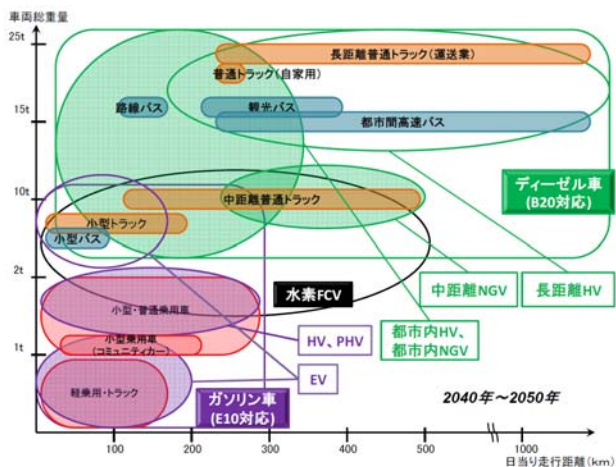 車両総重量
25t
長距離普通トラック(運送業)
普通トラック(自家用)
路線バス
観光バス
15t
都市間高速バス
ディーゼル車
(B20対応)
10t
中距離普通トラック
小型トラック
小型バス
2t
水素FCV
中距離NGV
長距離HV
小型・普通乗用車
HV、PHV
都市内HV、
都市内NGV
小型乗用車
(コミュニティカー)
1t
EV
軽乗用・トラック
ガソリン車
(E10対応)
2040年~2050年
100
200
300
400
500
1000
日当り走行距離(km)